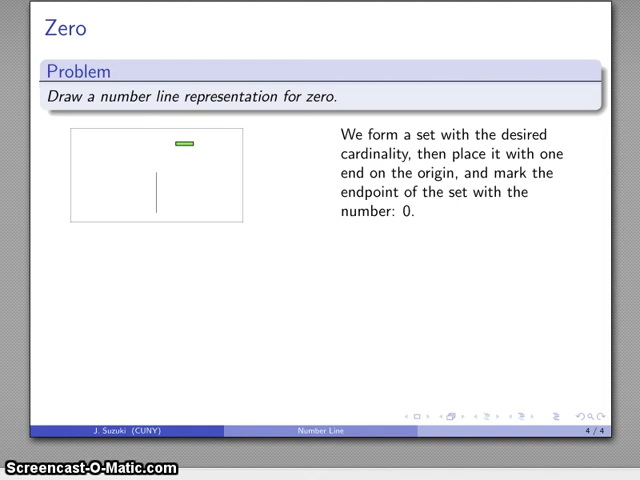 Zero
Problem
Draw a number line representation for zero.
We form a set with the desired
cardinality, then place it with one
end on the origin, and mark the
endpoint of the set with the
number: 0.
J. Suzuki (CUNY)
Number Line
4 / 4
Screencast-O-Matic.com